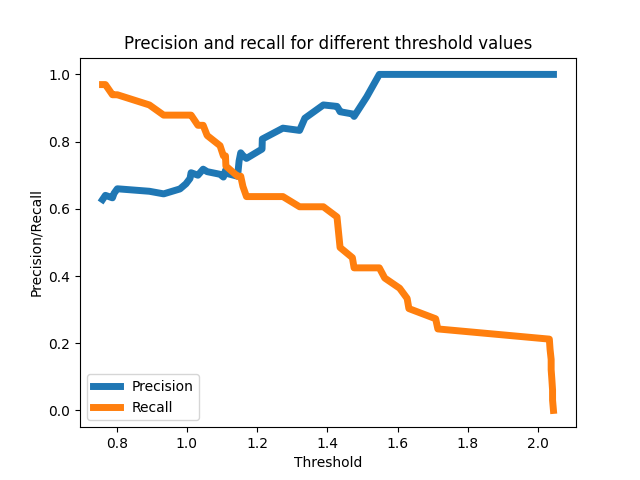 Precision and recall for different threshold values
Precision/Recall
1.0
0.8
0.6
0.4
0.2
0.0
Precision
Recall
0.8 1.0 1.2 1.4 1.6 1.8 2.0
Threshold